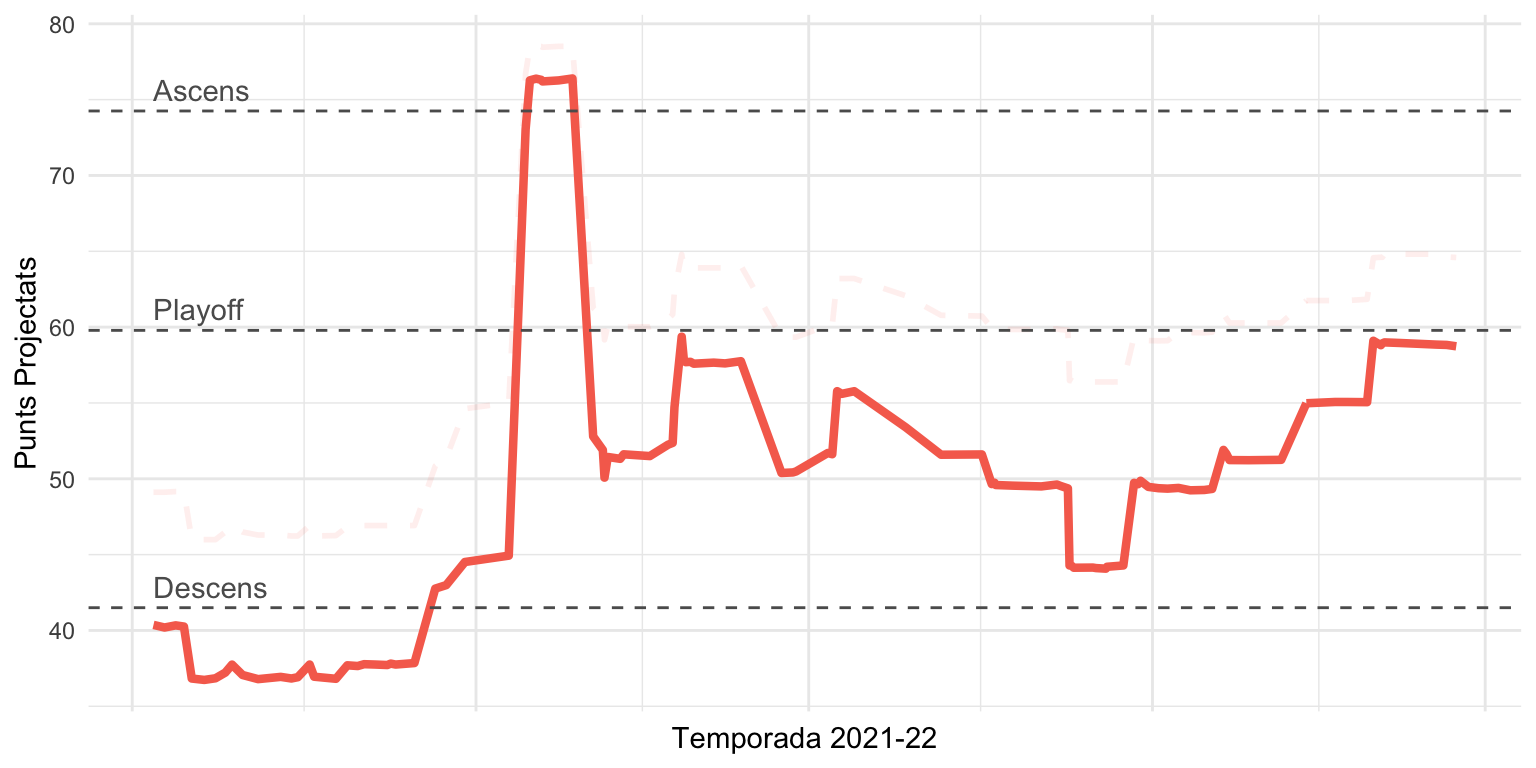 80
Ascens
70
Playoff
60
50
Descens
40
Punts Projectats
Temporada 2021-22